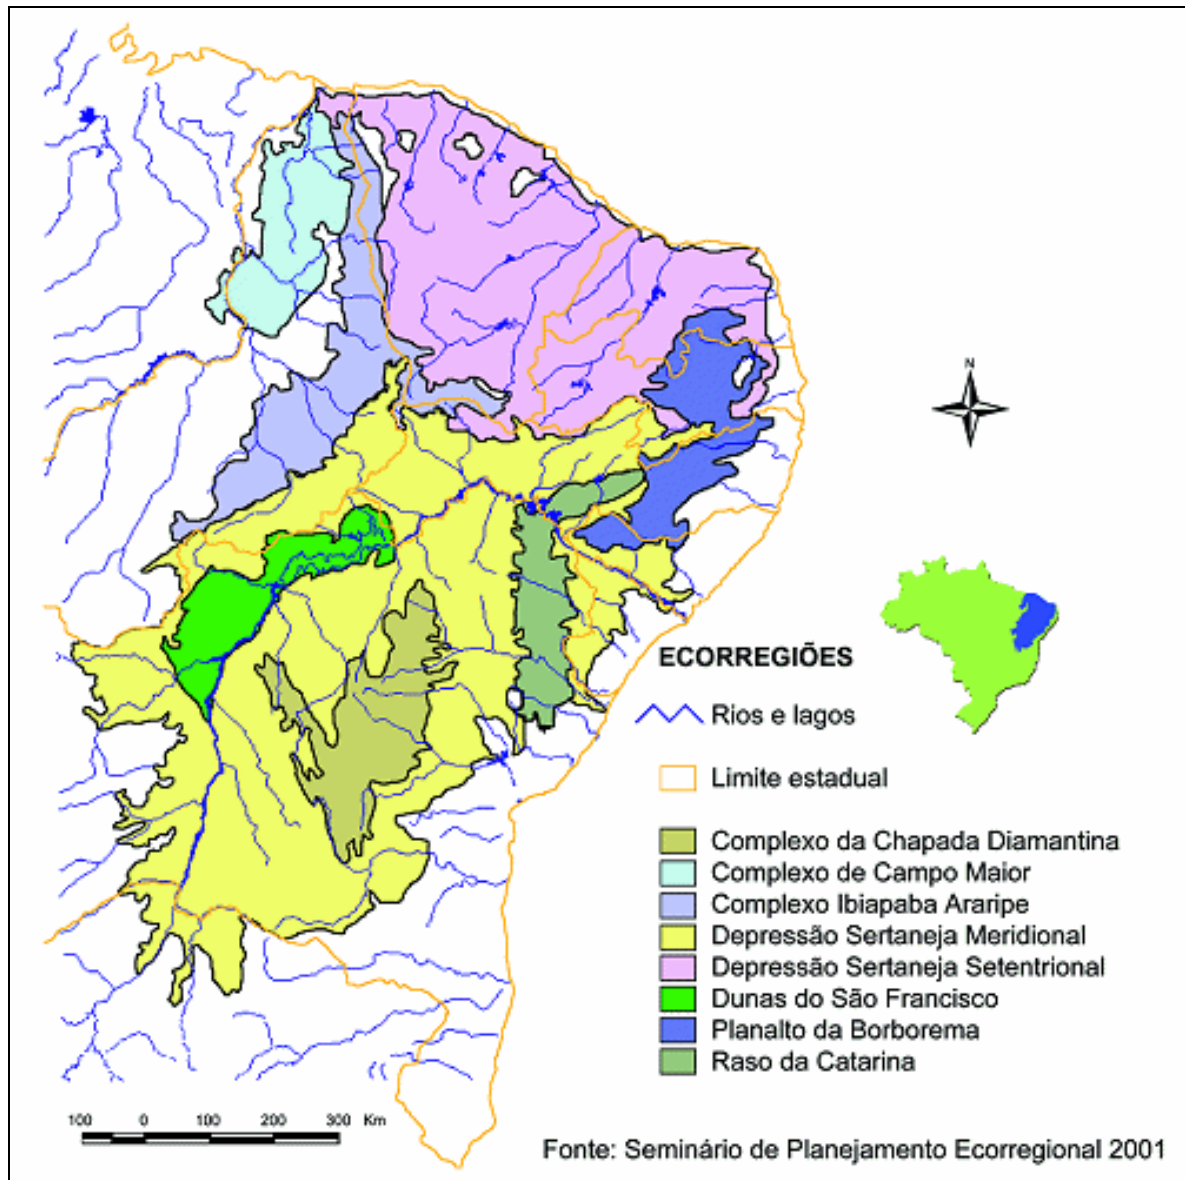 N
ECORREGIÕES
Rios e lagos
Limite estadual
Complexo da Chapada Diamantina
Complexo de Campo Maior
Complexo Ibiapaba Araripe
Depressão Sertaneja Meridional
Depressão Sertaneja Setentrional
Dunas do São Francisco
Planalto da Borborema
Raso da Catarina
100 0 100 200 300 Km
Fonte: Seminário de Planejamento Ecorregional 2001